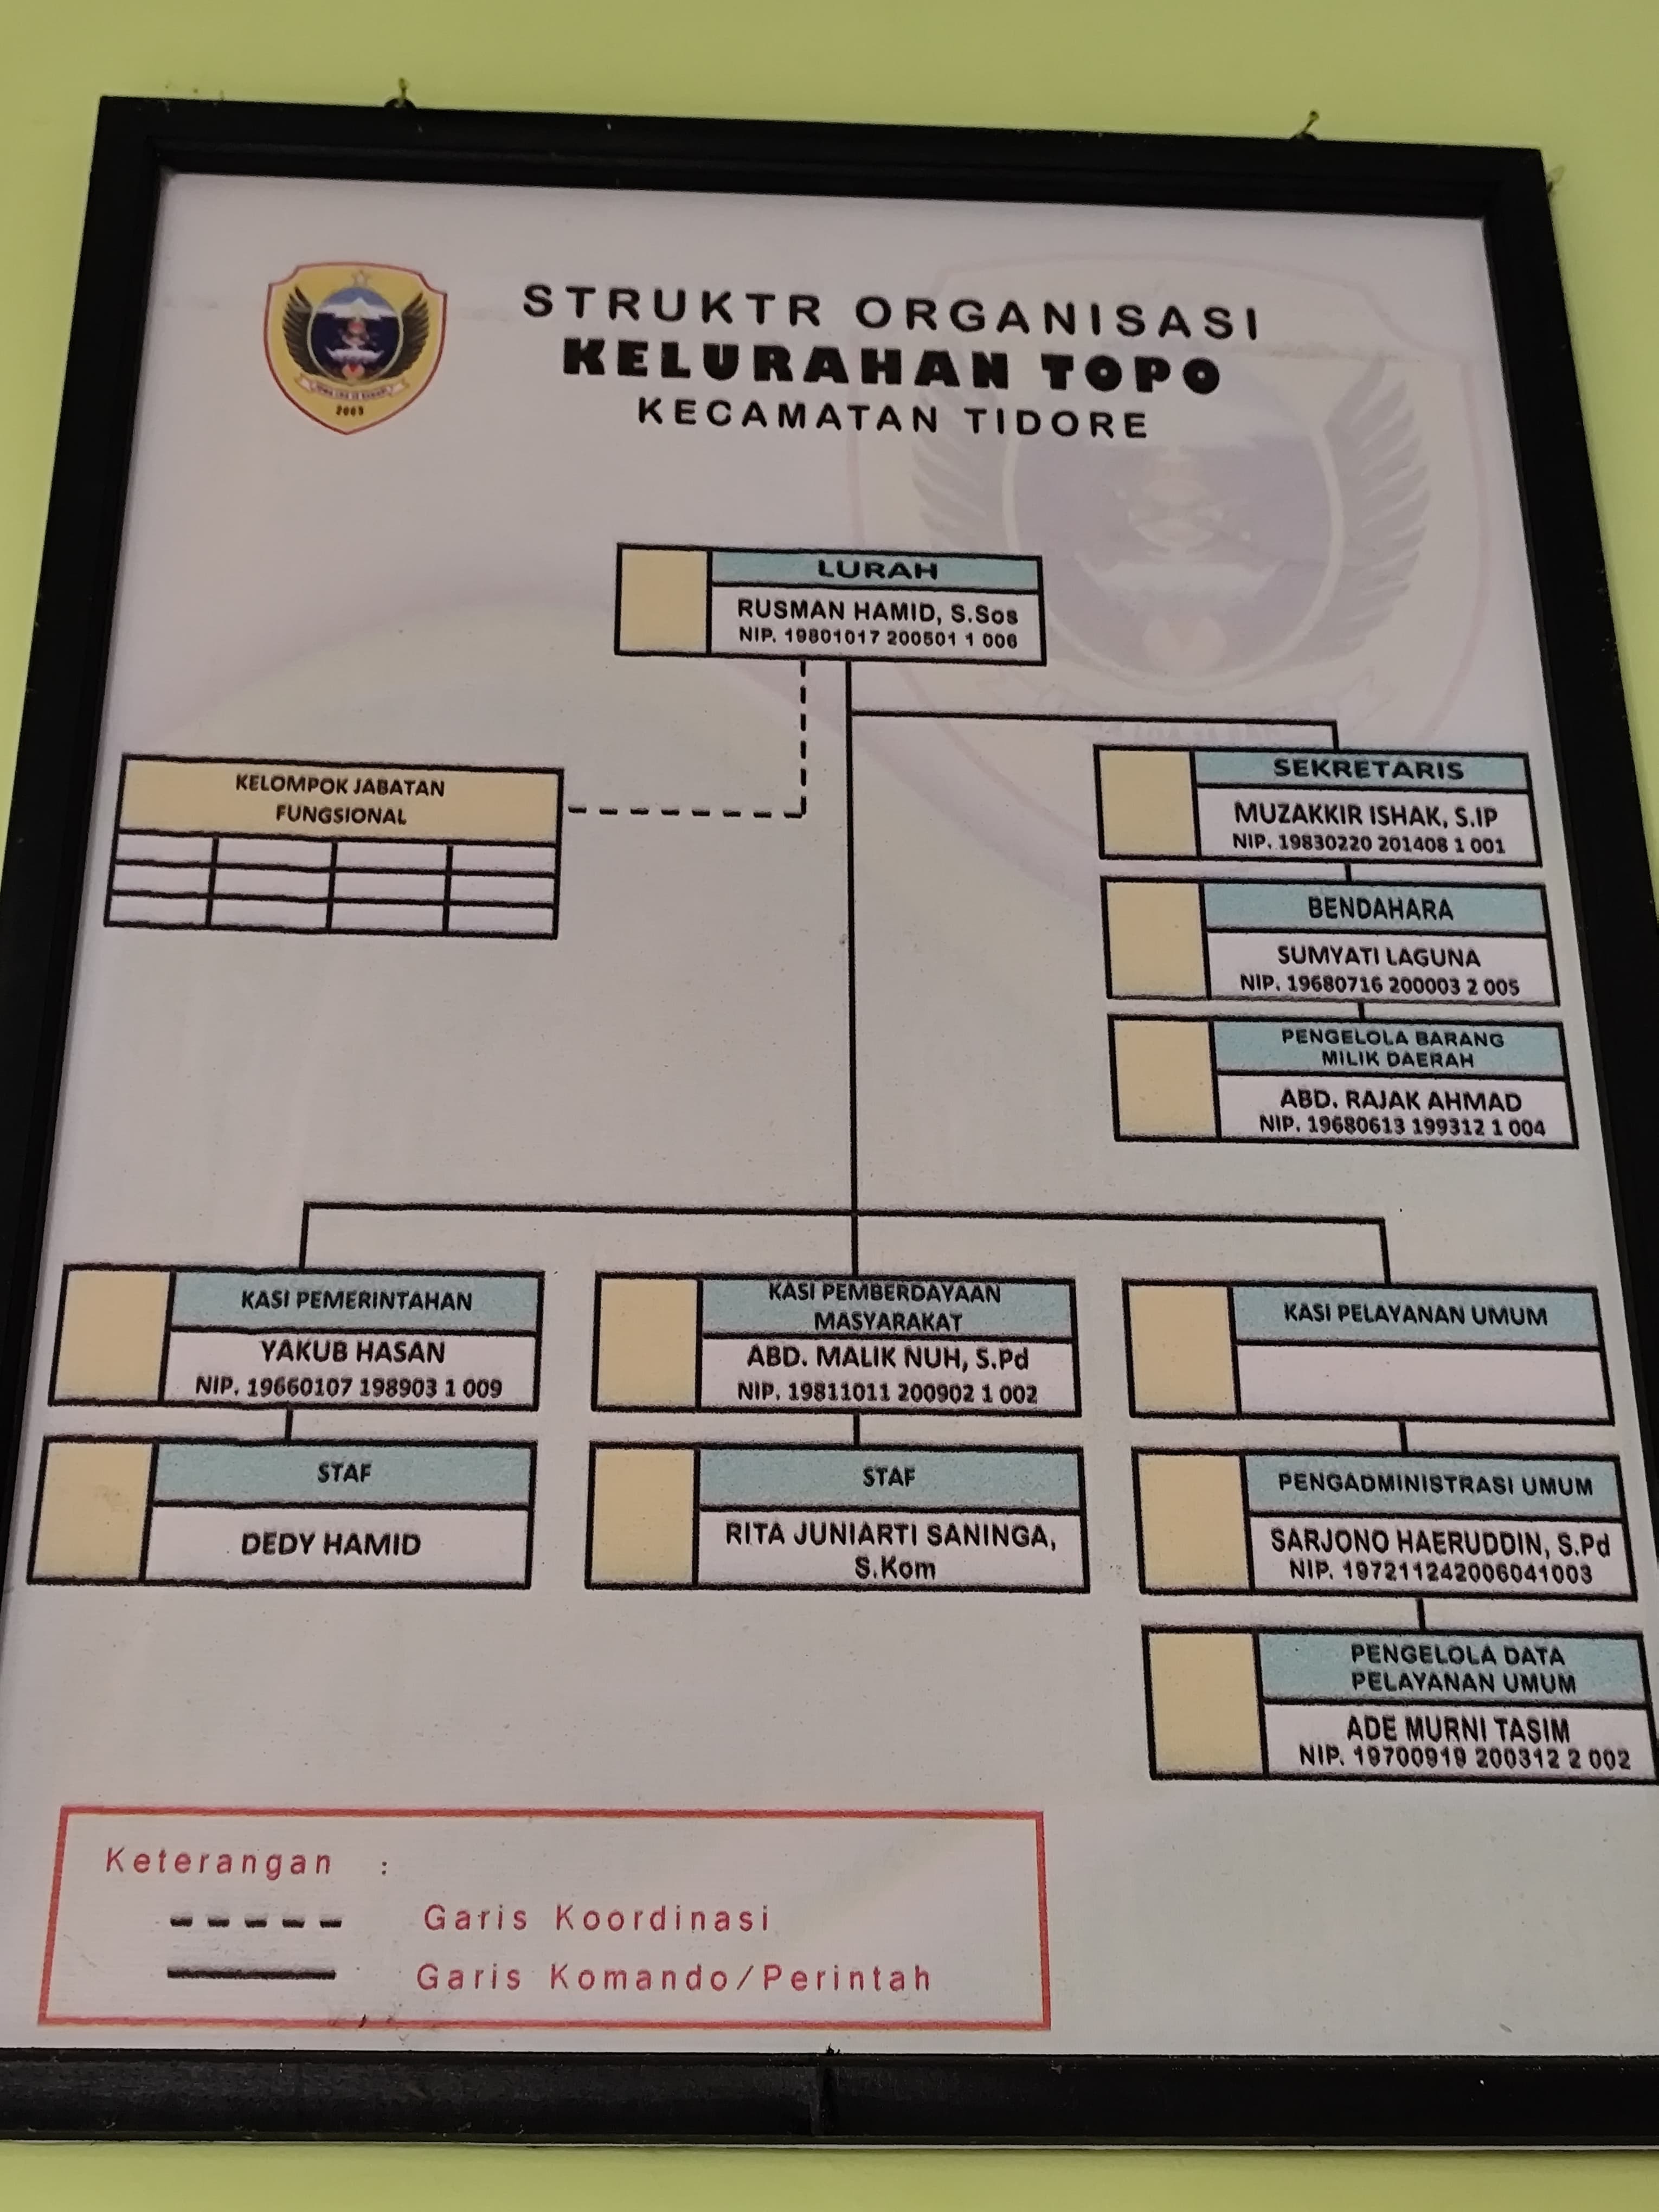 STRUKTR ORGANISASI
KELURAHAN TOPO
KECAMATAN TIDORE
2003
LURAH
RUSMAN HAMID, S.Sos
NIP. 19801017 200501 1 006
KELOMPOK JABATAN
FUNGSIONAL
SEKRETARIS
MUZAKKIR ISHAK, S.IP
NIP. 19830220 201408 1 001
BENDAHARA
SUMYATI LAGUNA
NIP. 19680716 200003 2 005
PENGELOLA BARANG
MILIK DAERAH
ABD. RAJAK AHMAD
NIP. 19680613 199312 1 004
KASI PEMERINTAHAN
YAKUB HASAN
NIP. 19660107 198903 1 009
STAF
DEDY HAMID
KASI PEMBERDAYAAN
MASYARAKAT
ABD. MALIK NUH, S.Pd
NIP. 19811011 200902 1 002
STAF
RITA JUNIARTI SANINGA,
S.Kom
KASI PELAYANAN UMUM
PENGADMINISTRASI UMUM
SARJONO HAERUDDIN, S.Pd
NIP. 197211242006041003
PENGELOLA DATA
PELAYANAN UMUM
ADE MURNI TASIM
NIP. 19700919 200312 2 002
Keterangan :
Garis Koordinasi
Garis Komando/Perintah